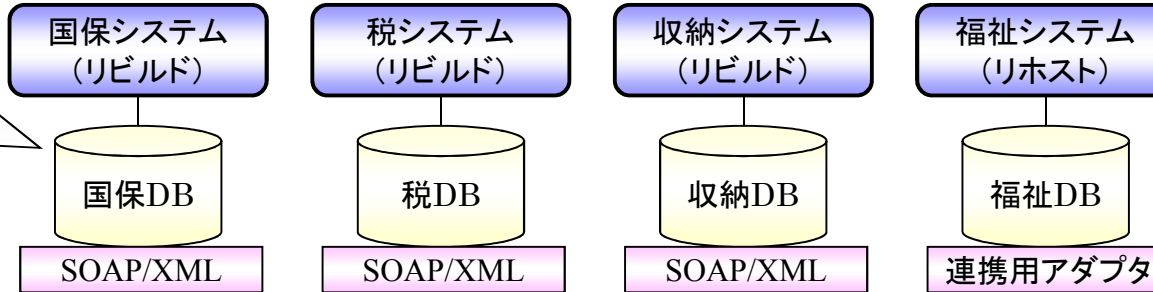 国保システム
(リビルド)
税システム
(リビルド)
収納システム
(リビルド)
福祉システム
(リホスト)
国保DB
税DB
収納DB
福祉DB
SOAP/XML
SOAP/XML
SOAP/XML
連携用アダプタ